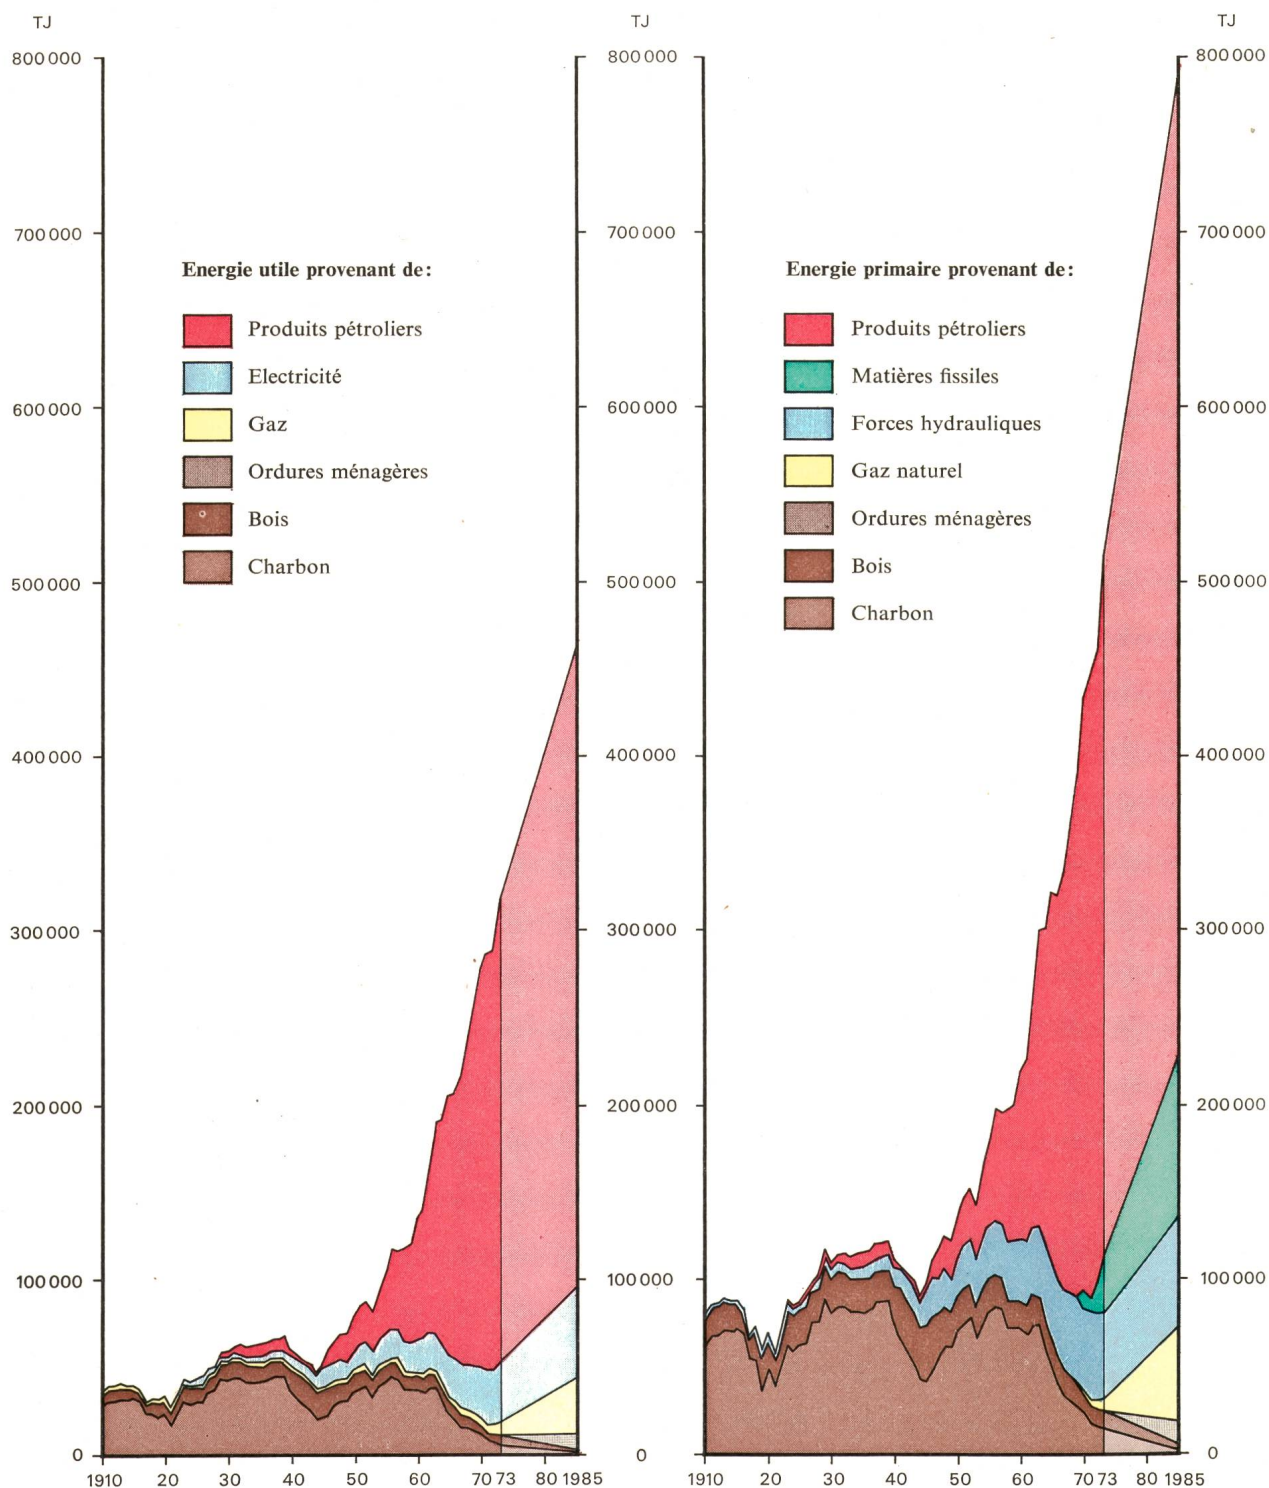 TJ
TJ
TJ
800 000
800 000
800 000
700 000
700 000
700 000
Energie utile provenant de:
Produits pétroliers
Electricité
Gaz
Ordures ménagères
Bois
Charbon
Energie primaire provenant de:
Produits pétroliers
Matières fissiles
Forces hydrauliques
Gaz naturel
Ordures ménagères
Bois
Charbon
600 000
600 000
600 000
500 000
500 000
500 000
400 000
400 000
400 000
300 000
300 000
300 000
200 000
200 000
200 000
100 000
100 000
100 000
0
0
0
1910 20 30 40 50 60 70 73 80 1985
1910 20 30 40 50 60 70 73 80 1985